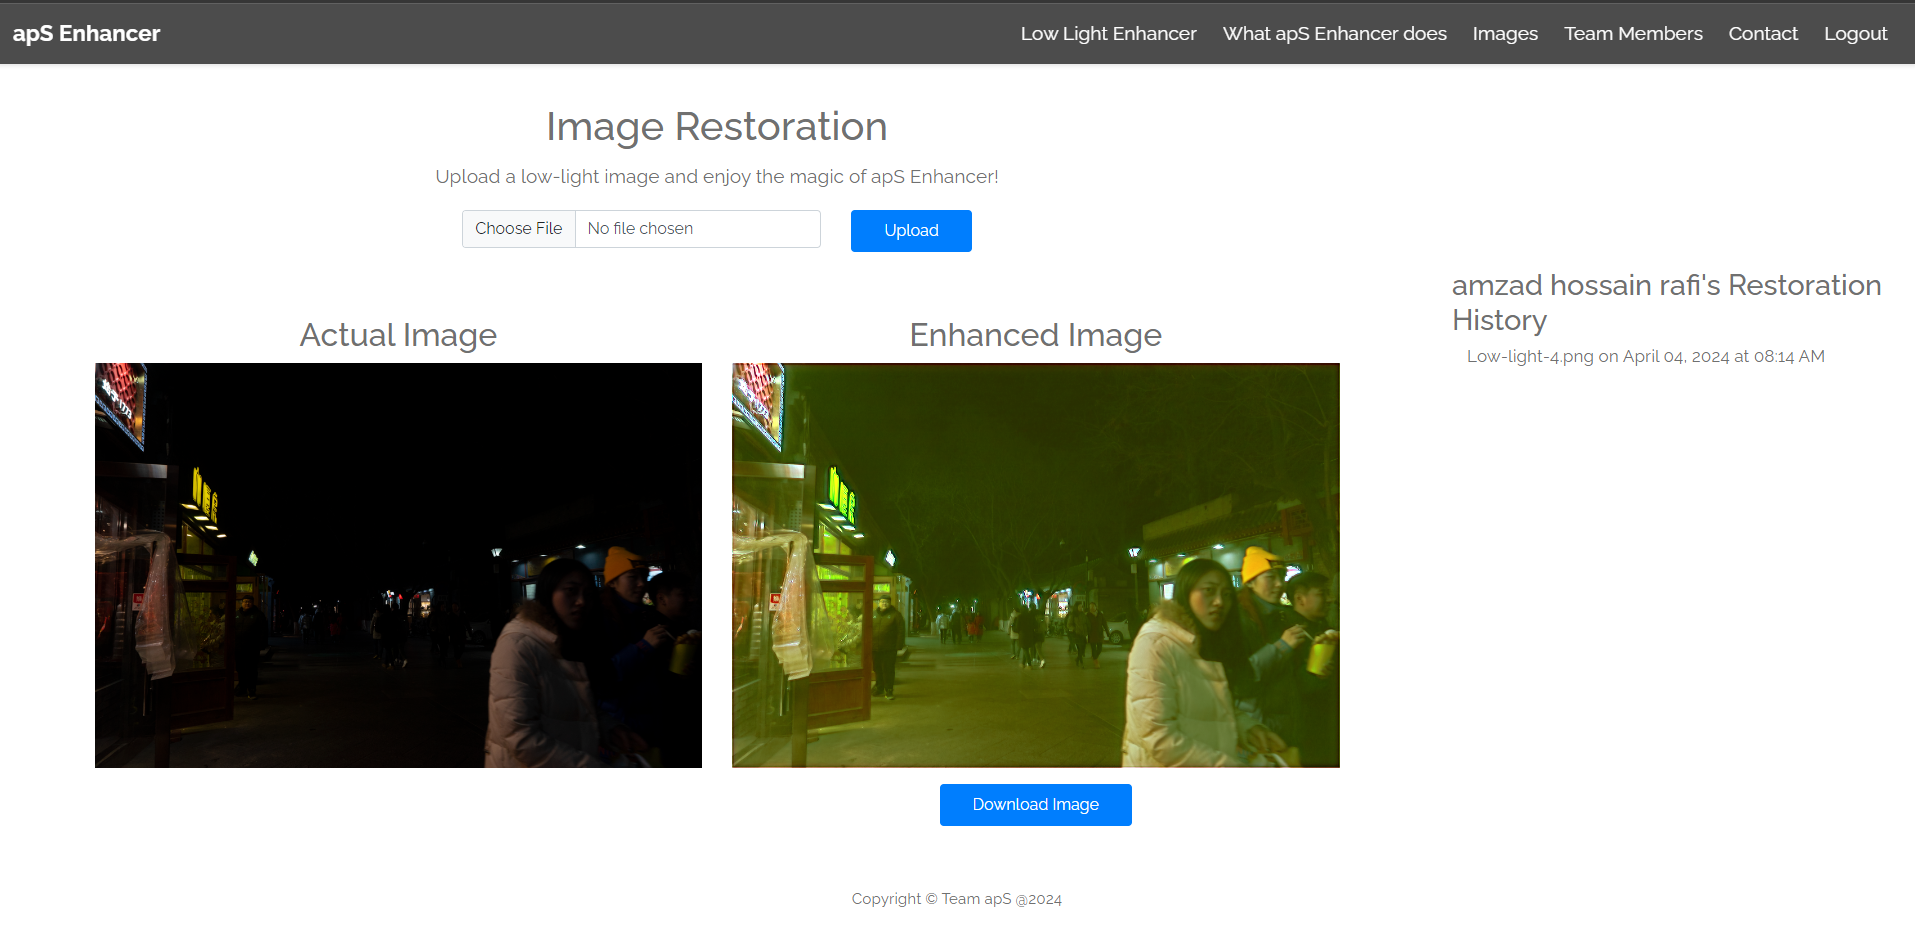 apS Enhancer
Low Light Enhancer
What apS Enhancer does
Images
Team Members
Contact
Logout
Image Restoration
Upload a low-light image and enjoy the magic of apS Enhancer!
Choose File
No file chosen
Upload
Actual Image
Enhanced Image
Download Image
amzad hossain rafi's Restoration
History
Low-light-4.png on April 04, 2024 at 08:14 AM
Copyright © Team apS @2024